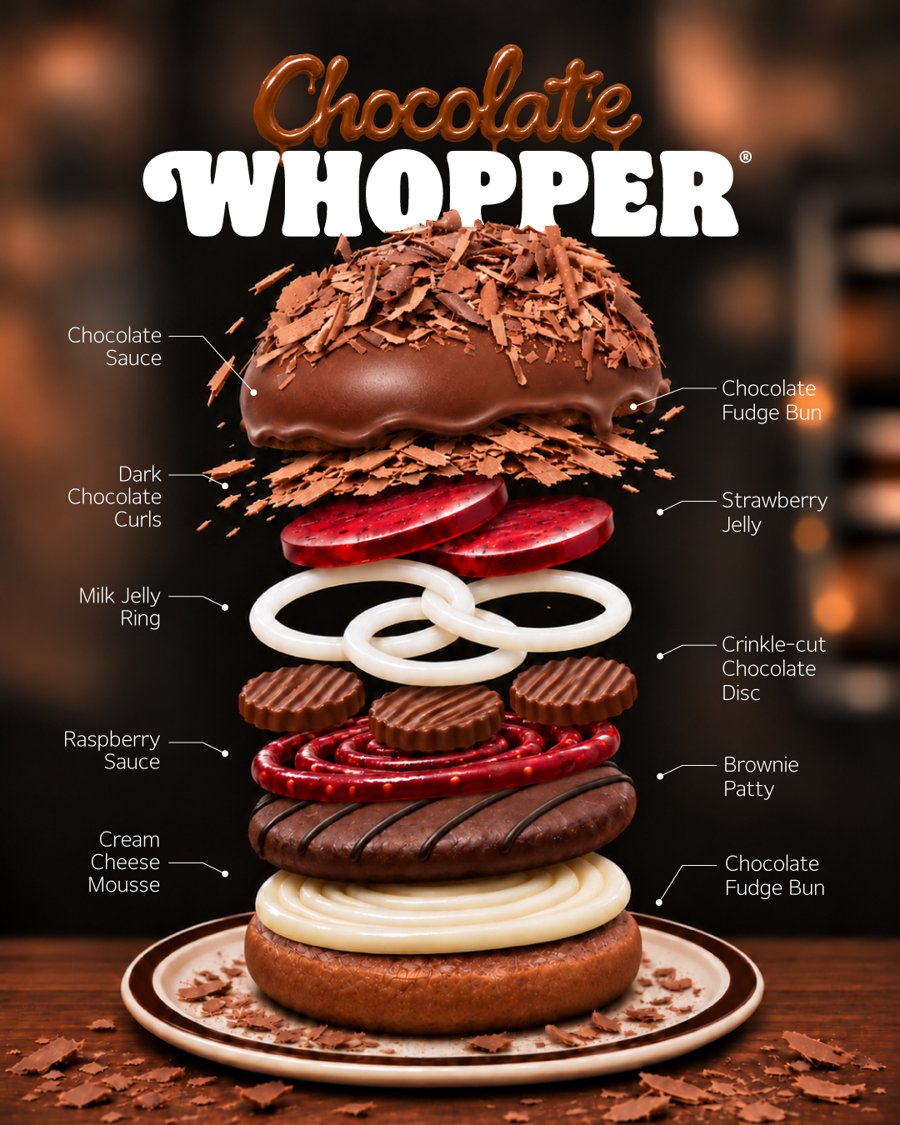 Chocolate
WHOPPER®
Chocolate
Sauce
Chocolate
Fudge Bun
Dark
Chocolate
Curls
Strawberry
Jelly
Milk Jelly
Ring
Crinkle-cut
Chocolate
Disc
Raspberry
Sauce
Brownie
Patty
Cream
Cheese
Mousse
Chocolate
Fudge Bun